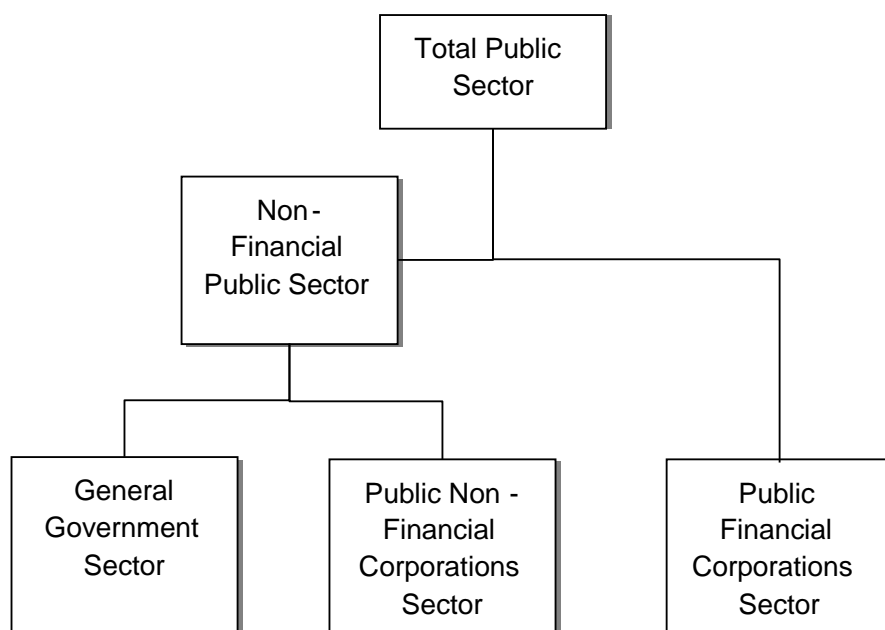 Total Public
Sector
Non-
Financial
Public Sector
General
Government
Sector
Public Non -
Financial
Corporations
Sector
Public
Financial
Corporations
Sector